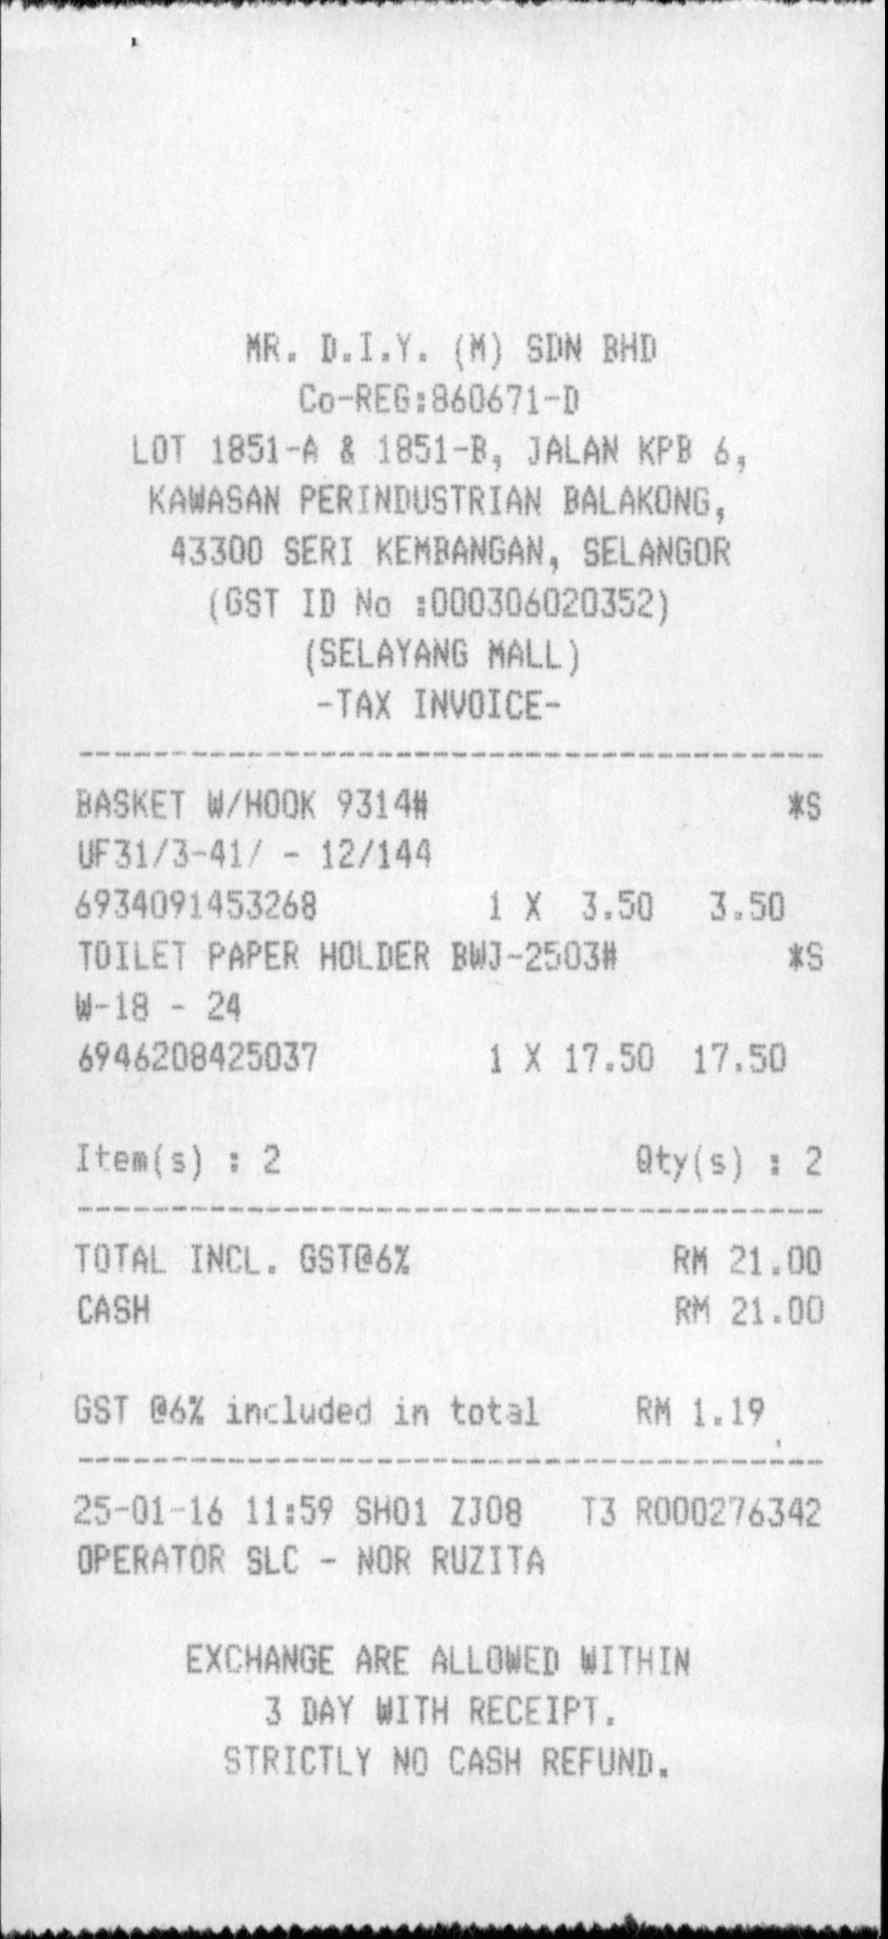 MR. D.I.Y. (M) SDN BHD
Co-REG:860671-D
LOT 1851-A & 1851-B, JALAN KPB 6,
KAWASAN PERINDUSTRIAN BALAKONG,
43300 SERI KEMBANGAN, SELANGOR
(GST ID No :000306020352)
(SELAYANG MALL)
-TAX INVOICE-
BASKET W/HOOK 9314# *S
UF31/3-41/ - 12/144
6934091453268 1 X 3.50 3.50
TOILET PAPER HOLDER BWJ-2503# *S
W-18 - 24
6946208425037 1 X 17.50 17.50
Item(s) : 2 Qty(s) : 2
TOTAL INCL. GST@6% RM 21.00
CASH RM 21.00
GST @6% included in total RM 1.19
25-01-16 11:59 SH01 ZJ08 T3 R000276342
OPERATOR SLC - NOR RUZITA
EXCHANGE ARE ALLOWED WITHIN
3 DAY WITH RECEIPT.
STRICTLY NO CASH REFUND.